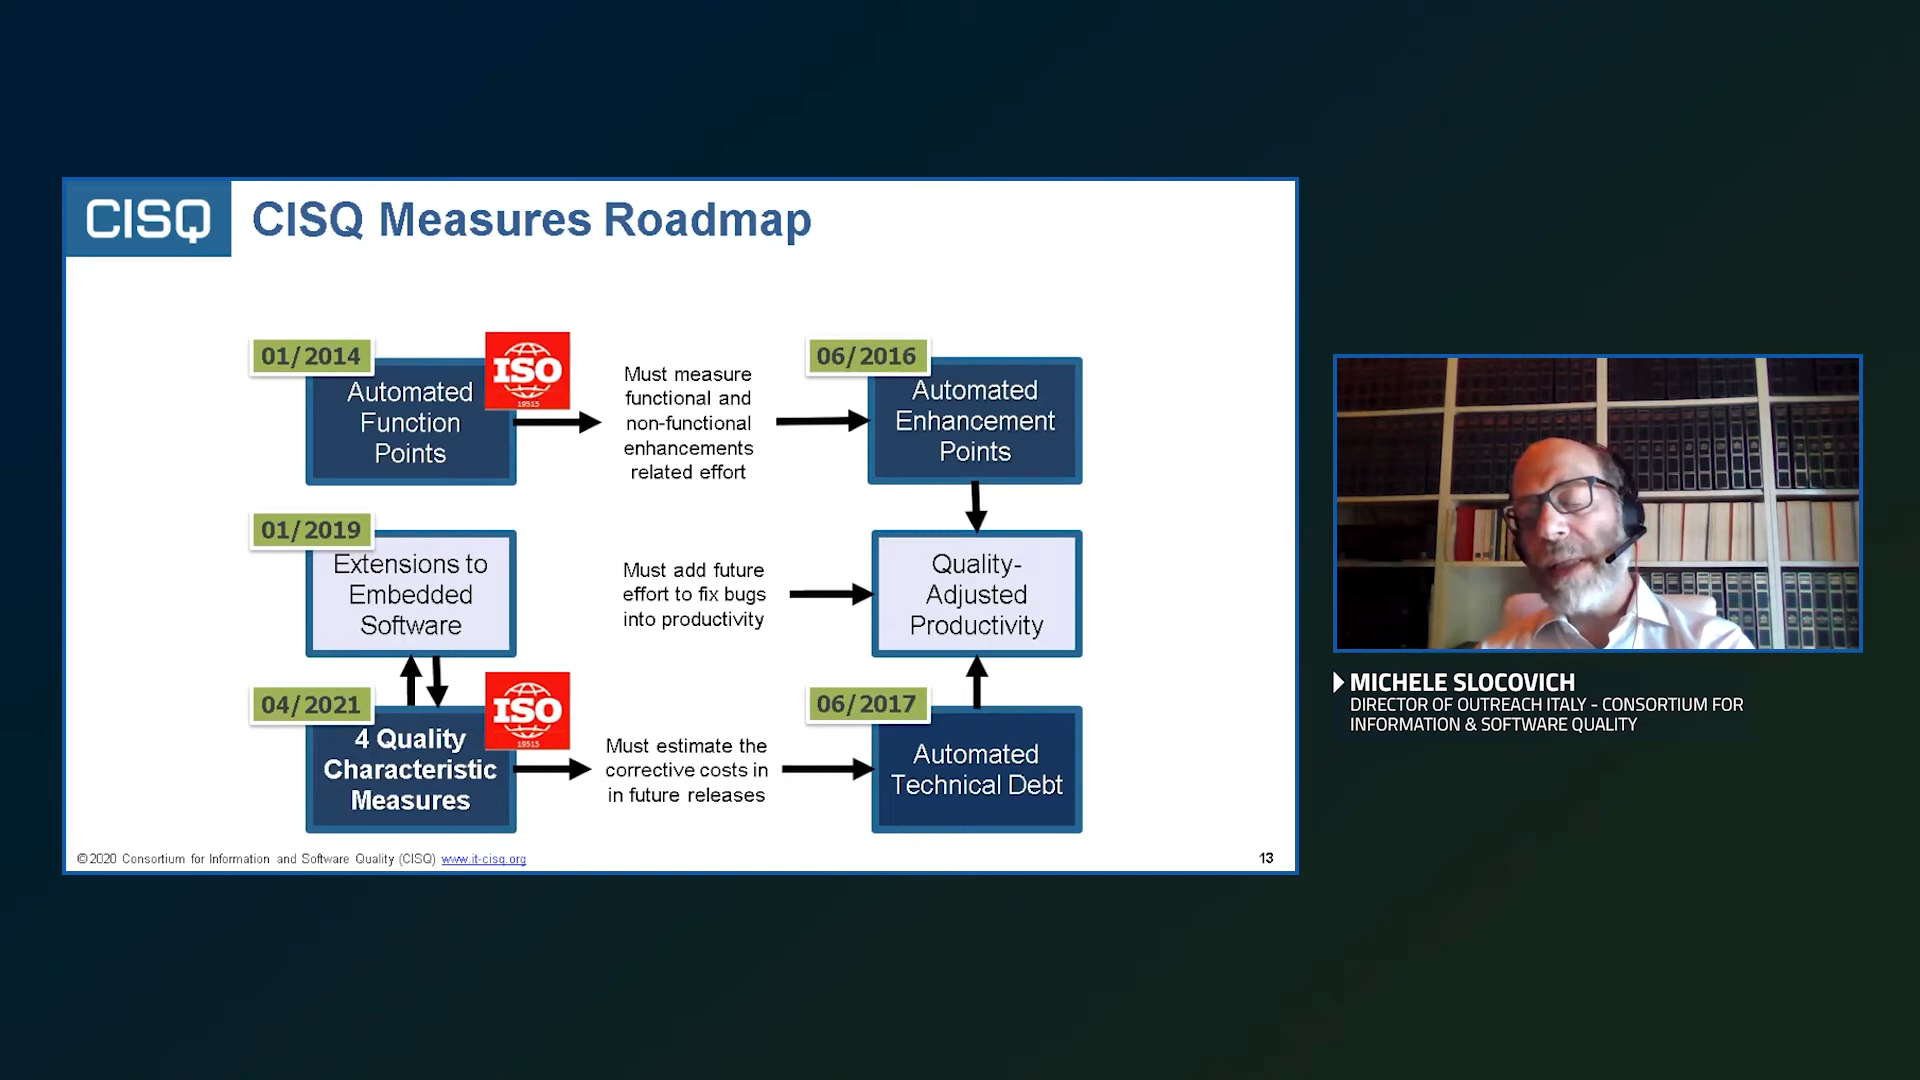 CISQ
CISQ Measures Roadmap
01/2014
Automated
Function
Points
ISO
19515
Must measure
functional and
non-functional
enhancements
related effort
06/2016
Automated
Enhancement
Points
01/2019
Extensions to
Embedded
Software
Must add future
effort to fix bugs
into productivity
Quality-
Adjusted
Productivity
04/2021
4 Quality
Characteristic
Measures
ISO
19515
Must estimate the
corrective costs in
in future releases
06/2017
Automated
Technical Debt
© 2020 Consortium for Information and Software Quality (CISQ) www.it-cisq.org
13
MICHELE SLOCOVICH
DIRECTOR OF OUTREACH ITALY - CONSORTIUM FOR
INFORMATION & SOFTWARE QUALITY